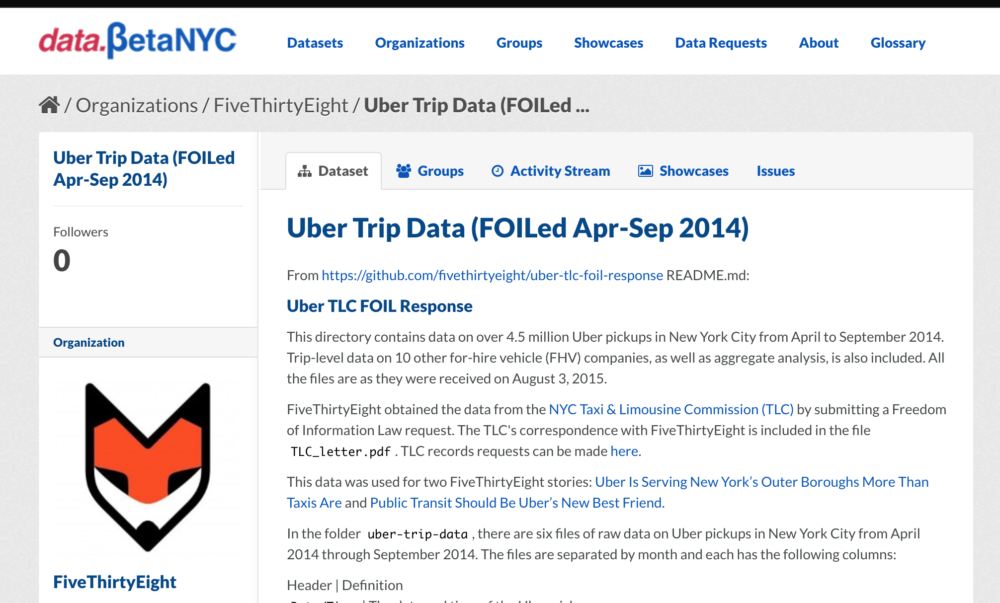 data.βetaNYC
Datasets Organizations Groups Showcases Data Requests About Glossary
/ Organizations / FiveThirtyEight / Uber Trip Data (FOILed ...
Uber Trip Data (FOILed
Apr-Sep 2014)
Followers
0
Organization
FiveThirtyEight
Dataset Groups Activity Stream Showcases Issues
Uber Trip Data (FOILed Apr-Sep 2014)
From https://github.com/fivethirtyeight/uber-tlc-foil-response README.md:
Uber TLC FOIL Response
This directory contains data on over 4.5 million Uber pickups in New York City from April to September 2014.
Trip-level data on 10 other for-hire vehicle (FHV) companies, as well as aggregate analysis, is also included. All
the files are as they were received on August 3, 2015.
FiveThirtyEight obtained the data from the NYC Taxi & Limousine Commission (TLC) by submitting a Freedom
of Information Law request. The TLC's correspondence with FiveThirtyEight is included in the file
TLC_letter.pdf . TLC records requests can be made here.
This data was used for two FiveThirtyEight stories: Uber Is Serving New York’s Outer Boroughs More Than
Taxis Are and Public Transit Should Be Uber’s New Best Friend.
In the folder uber-trip-data , there are six files of raw data on Uber pickups in New York City from April
2014 through September 2014. The files are separated by month and each has the following columns:
Header | Definition